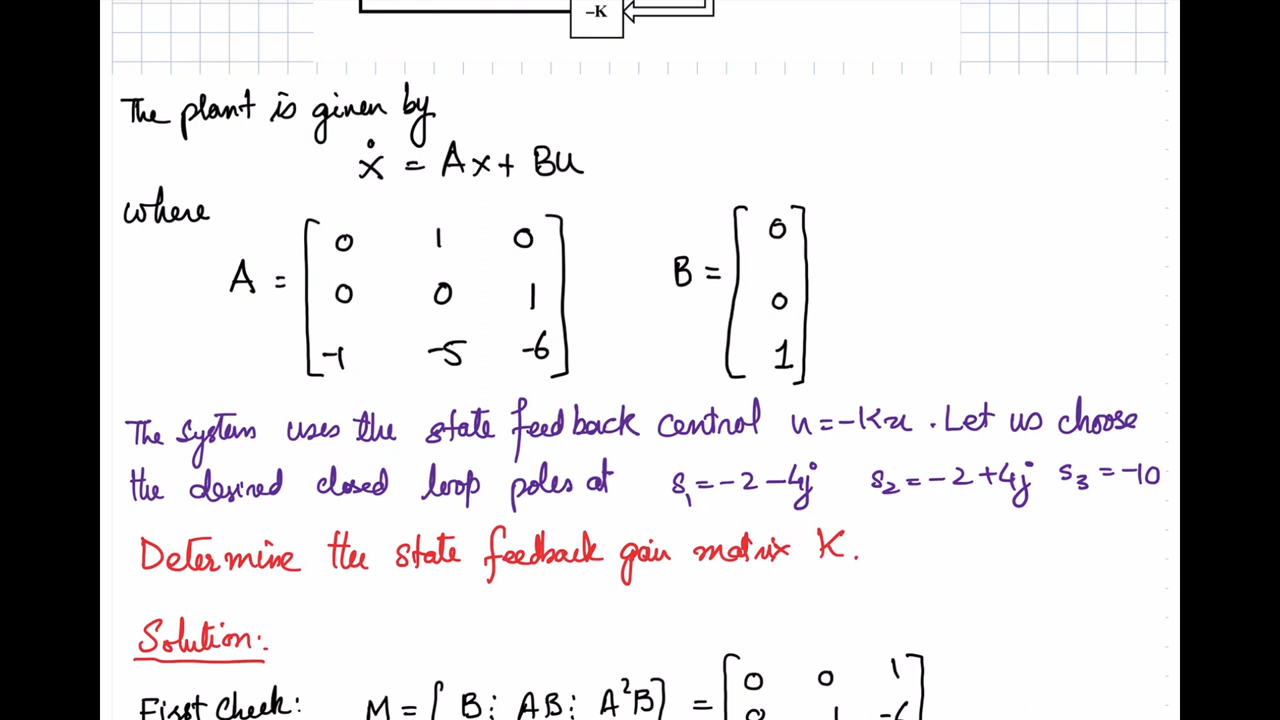 -K
The plant is given by
ẋ = Ax + Bu
where
A = [ 0 1 0
0 0 1
-1 -5 -6 ]
B = [ 0
0
1 ]
The system uses the state feedback control u = -Kx. Let us choose
the desired closed loop poles at s₁ = -2 - 4j s₂ = -2 + 4j s₃ = -10
Determine the state feedback gain matrix K.
Solution:
First Check: M = [ B ⋮ AB ⋮ A²B ] = [ 0 0 1
0 1 -6